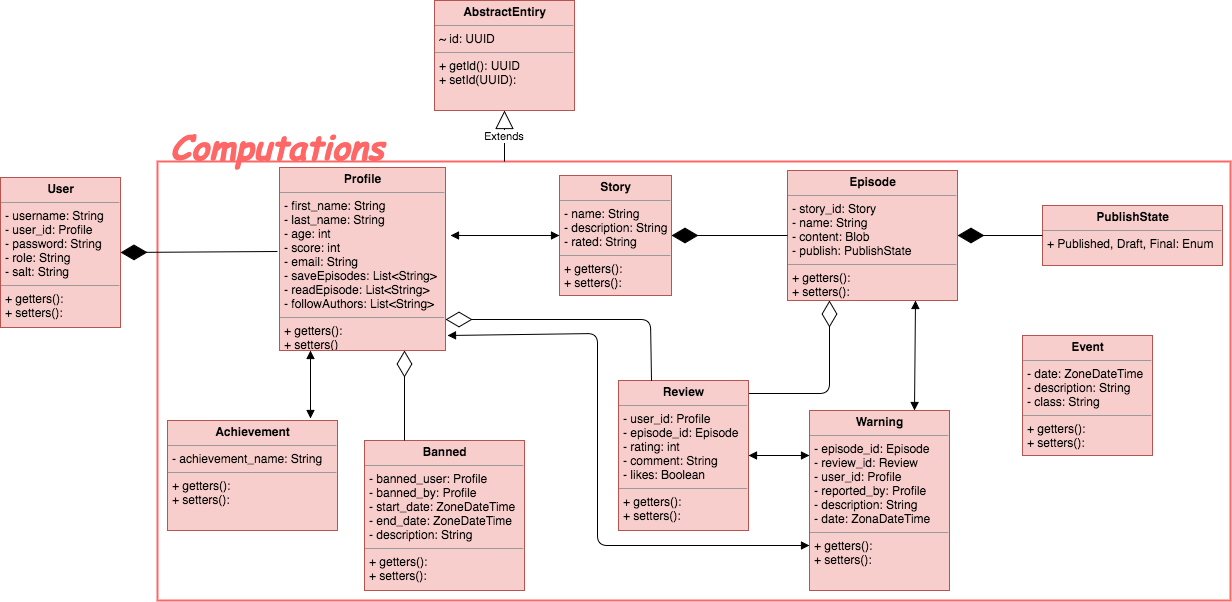 AbstractEntiry
~ id: UUID
+ getId(): UUID
+ setId(UUID):
Extends
Computations
User
- username: String
- user_id: Profile
- password: String
- role: String
- salt: String
+ getters():
+ setters():
Profile
- first_name: String
- last_name: String
- age: int
- score: int
- email: String
- saveEpisodes: List<String>
- readEpisode: List<String>
- followAuthors: List<String>
+ getters():
+ setters()
Story
- name: String
- description: String
- rated: String
+ getters():
+ setters():
Episode
- story_id: Story
- name: String
- content: Blob
- publish: PublishState
+ getters():
+ setters():
PublishState
+ Published, Draft, Final: Enum
Event
- date: ZoneDateTime
- description: String
- class: String
+ getters():
+ setters():
Achievement
- achievement_name: String
+ getters():
+ setters():
Banned
- banned_user: Profile
- banned_by: Profile
- start_date: ZoneDateTime
- end_date: ZoneDateTime
- description: String
+ getters():
+ setters():
Review
- user_id: Profile
- episode_id: Episode
- rating: int
- comment: String
- likes: Boolean
+ getters():
+ setters():
Warning
- episode_id: Episode
- review_id: Review
- user_id: Profile
- reported_by: Profile
- description: String
- date: ZonaDateTime
+ getters():
+ setters():